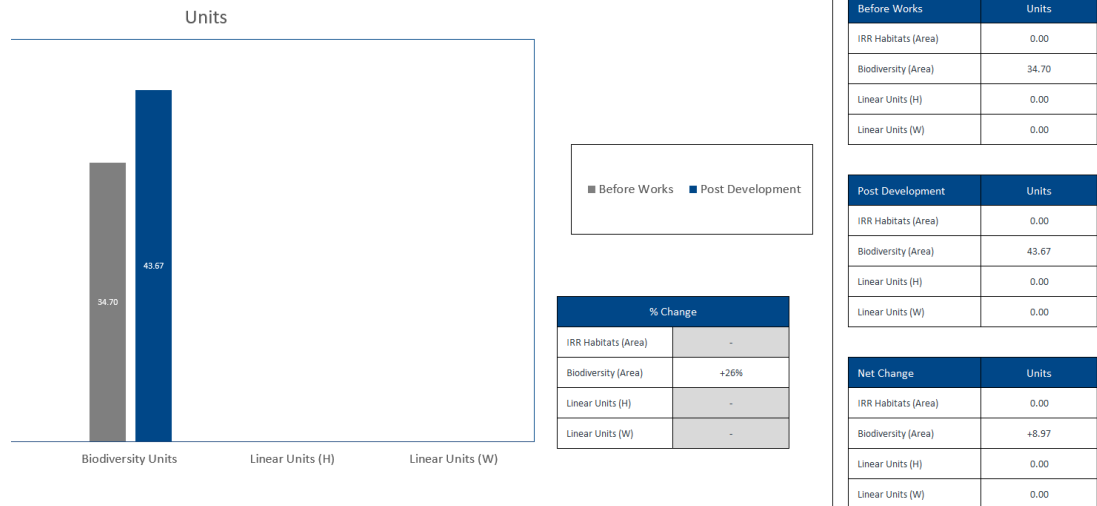 Units
34.70
43.67
Biodiversity Units
Linear Units (H)
Linear Units (W)
Before Works
Post Development
% Change
IRR Habitats (Area) -
Biodiversity (Area) +26%
Linear Units (H) -
Linear Units (W) -
Before Works Units
IRR Habitats (Area) 0.00
Biodiversity (Area) 34.70
Linear Units (H) 0.00
Linear Units (W) 0.00
Post Development Units
IRR Habitats (Area) 0.00
Biodiversity (Area) 43.67
Linear Units (H) 0.00
Linear Units (W) 0.00
Net Change Units
IRR Habitats (Area) 0.00
Biodiversity (Area) +8.97
Linear Units (H) 0.00
Linear Units (W) 0.00